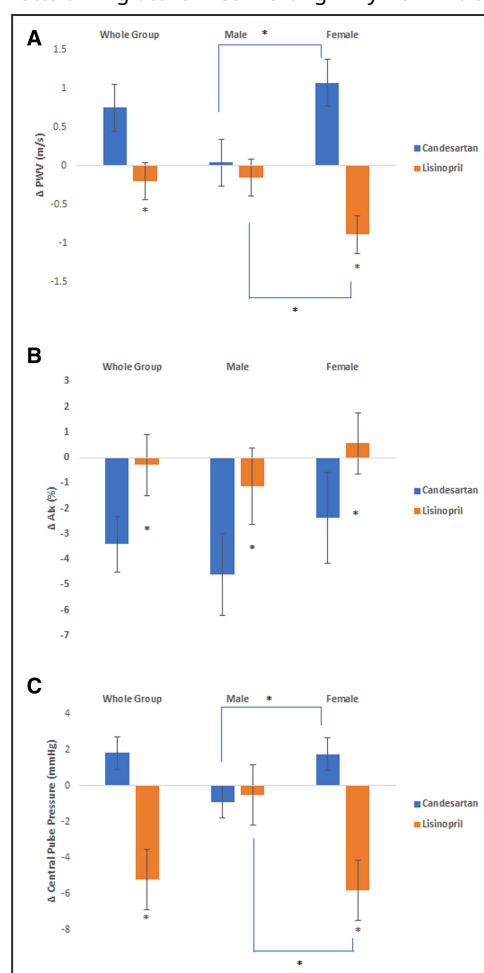 A
Whole Group Male * Female
1.5
1
0.5
0
-0.5
-1
-1.5
Δ PWV (m/s)
Candesartan
Lisinopril
*
*
*
B
Whole Group Male Female
3
2
1
0
-1
-2
-3
-4
-5
-6
-7
Δ AIx (%)
Candesartan
Lisinopril
*
*
*
C
Whole Group Male * Female
4
2
0
-2
-4
-6
-8
Δ Central Pulse Pressure (mmHg)
Candesartan
Lisinopril
*
*
*